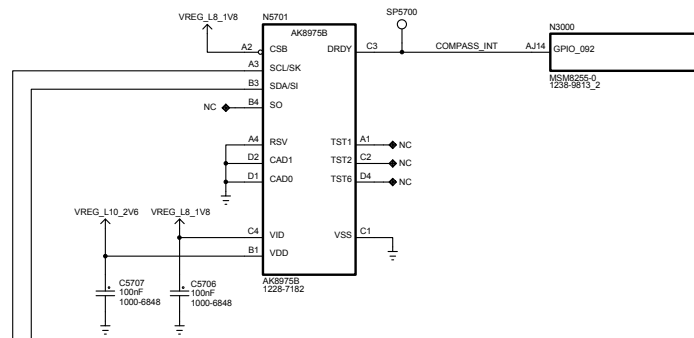 SP5700
VREG_L8_1V8
N5701
N3000
AK8975B
A2 CSB DRDY C3 COMPASS_INT AJ14 GPIO_092
A3 SCL/SK
B3 SDA/SI
MSM8255-0
1238-9813_2
NC B4 SO
A4 RSV TST1 A1 NC
D2 CAD1 TST2 C2 NC
D1 CAD0 TST6 D4 NC
VREG_L10_2V6 VREG_L8_1V8
C4 VID VSS C1
B1 VDD
AK8975B
1228-7182
C5707
100nF
1000-6848
C5706
100nF
1000-6848